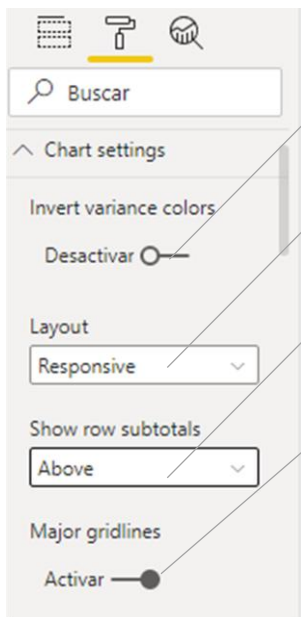 Buscar
Chart settings
Invert variance colors
Desactivar
Layout
Responsive
Show row subtotals
Above
Major gridlines
Activar